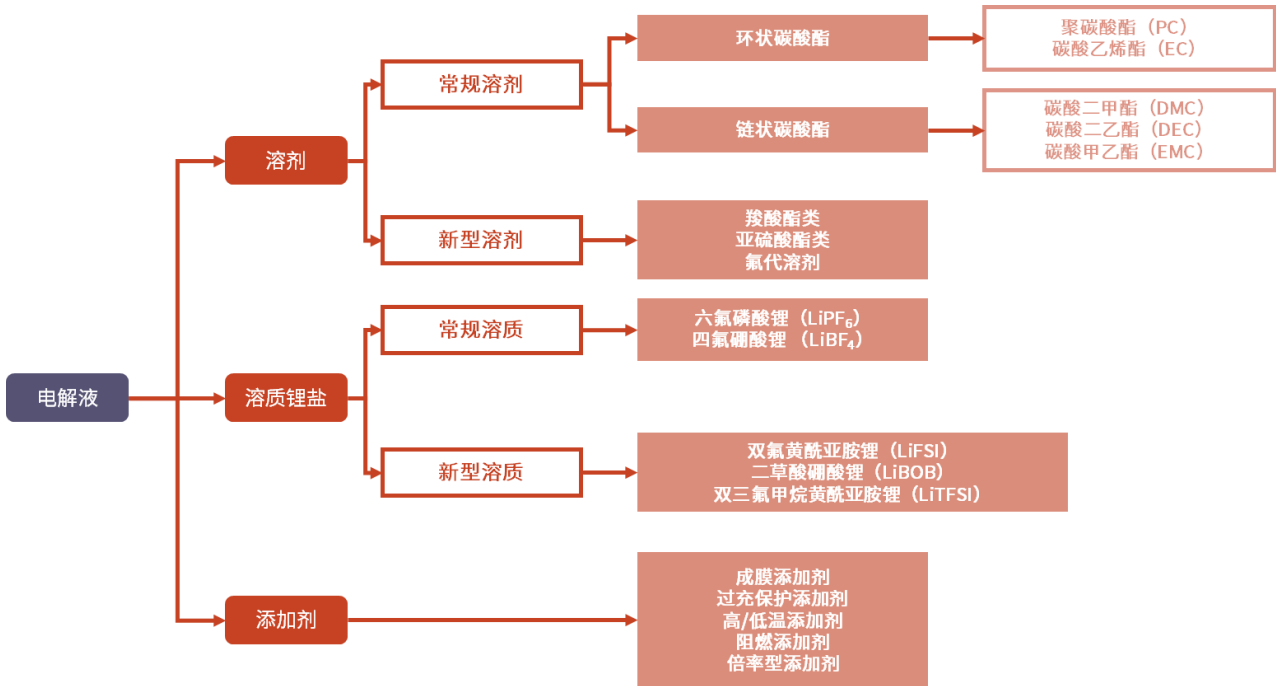 环状碳酸酯
聚碳酸酯（PC）
碳酸乙烯酯（EC）
常规溶剂
链状碳酸酯
碳酸二甲酯（DMC）
碳酸二乙酯（DEC）
碳酸甲乙酯（EMC）
溶剂
新型溶剂
羧酸酯类
亚硫酸酯类
氟代溶剂
常规溶质
六氟磷酸锂（LiPF₆）
四氟硼酸锂 （LiBF₄）
电解液
溶质锂盐
新型溶质
双氟黄酰亚胺锂（LiFSI）
二草酸硼酸锂（LiBOB）
双三氟甲烷黄酰亚胺锂（LiTFSI）
添加剂
成膜添加剂
过充保护添加剂
高/低温添加剂
阻燃添加剂
倍率型添加剂